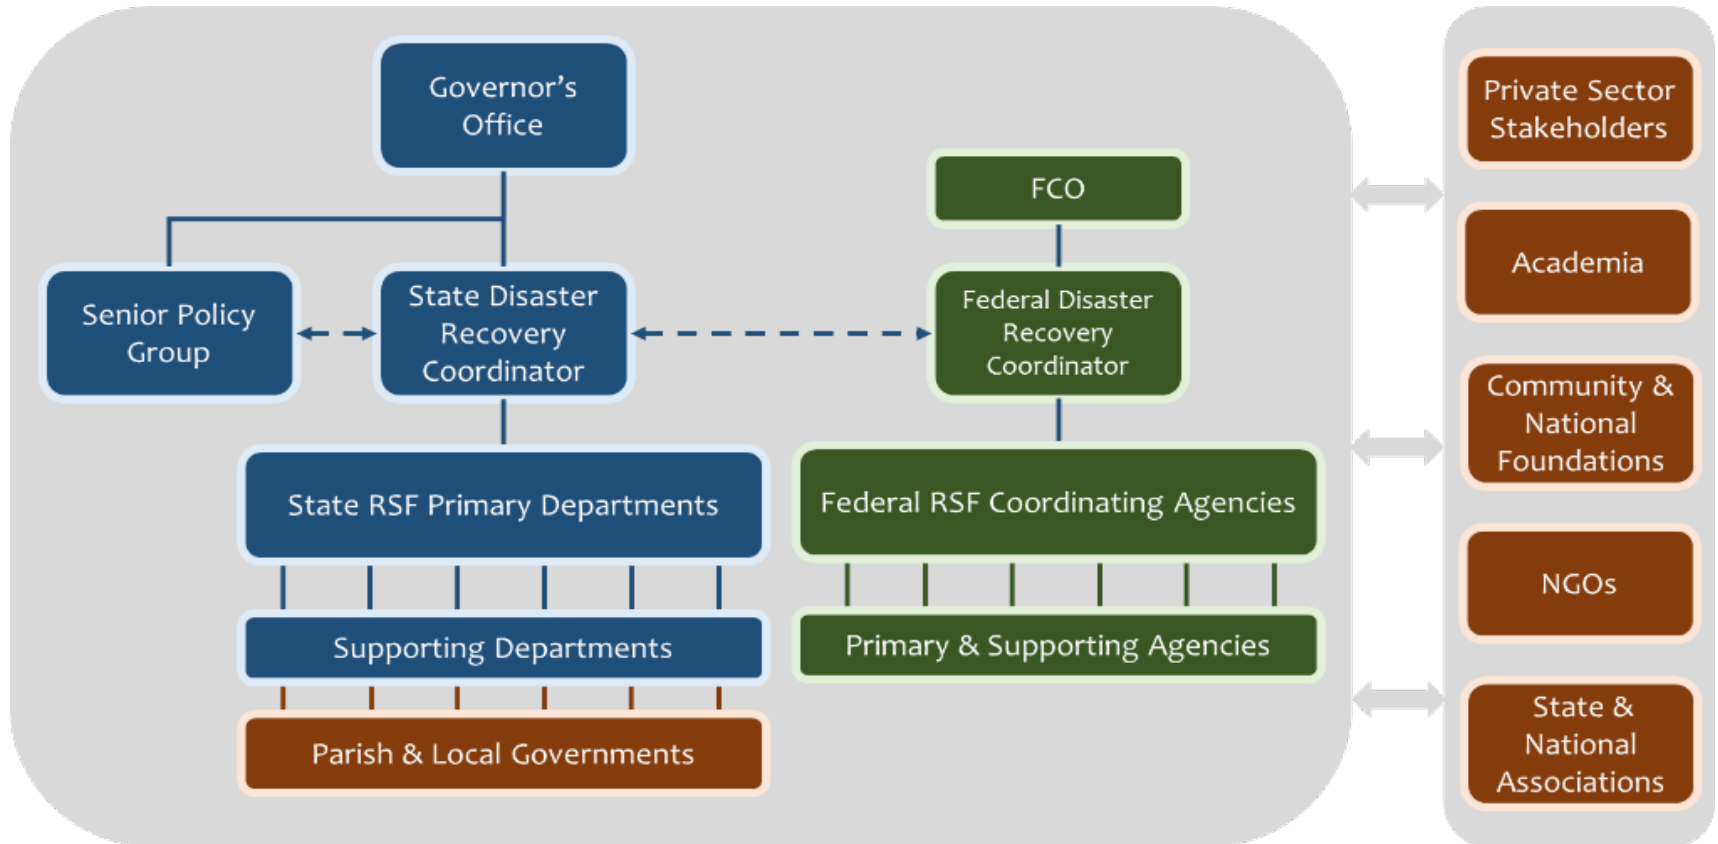 Governor's
Office
FCO
Senior Policy
Group
State Disaster
Recovery
Coordinator
Federal Disaster
Recovery
Coordinator
State RSF Primary Departments
Federal RSF Coordinating Agencies
Supporting Departments
Primary & Supporting Agencies
Parish & Local Governments
Private Sector
Stakeholders
Academia
Community &
National
Foundations
NGOs
State &
National
Associations